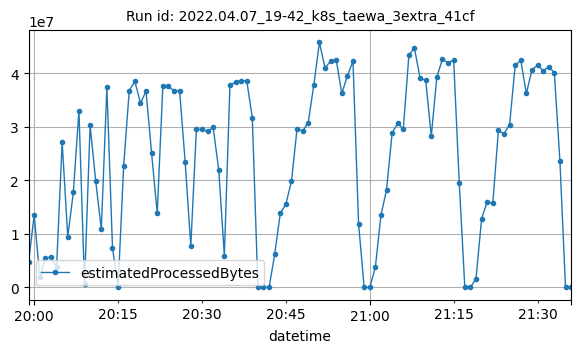 Run id: 2022.04.07_19-42_k8s_taewa_3extra_41cf
1e7
4
3
2
1
0
estimatedProcessedBytes
20:00 20:15 20:30 20:45 21:00 21:15 21:30
datetime